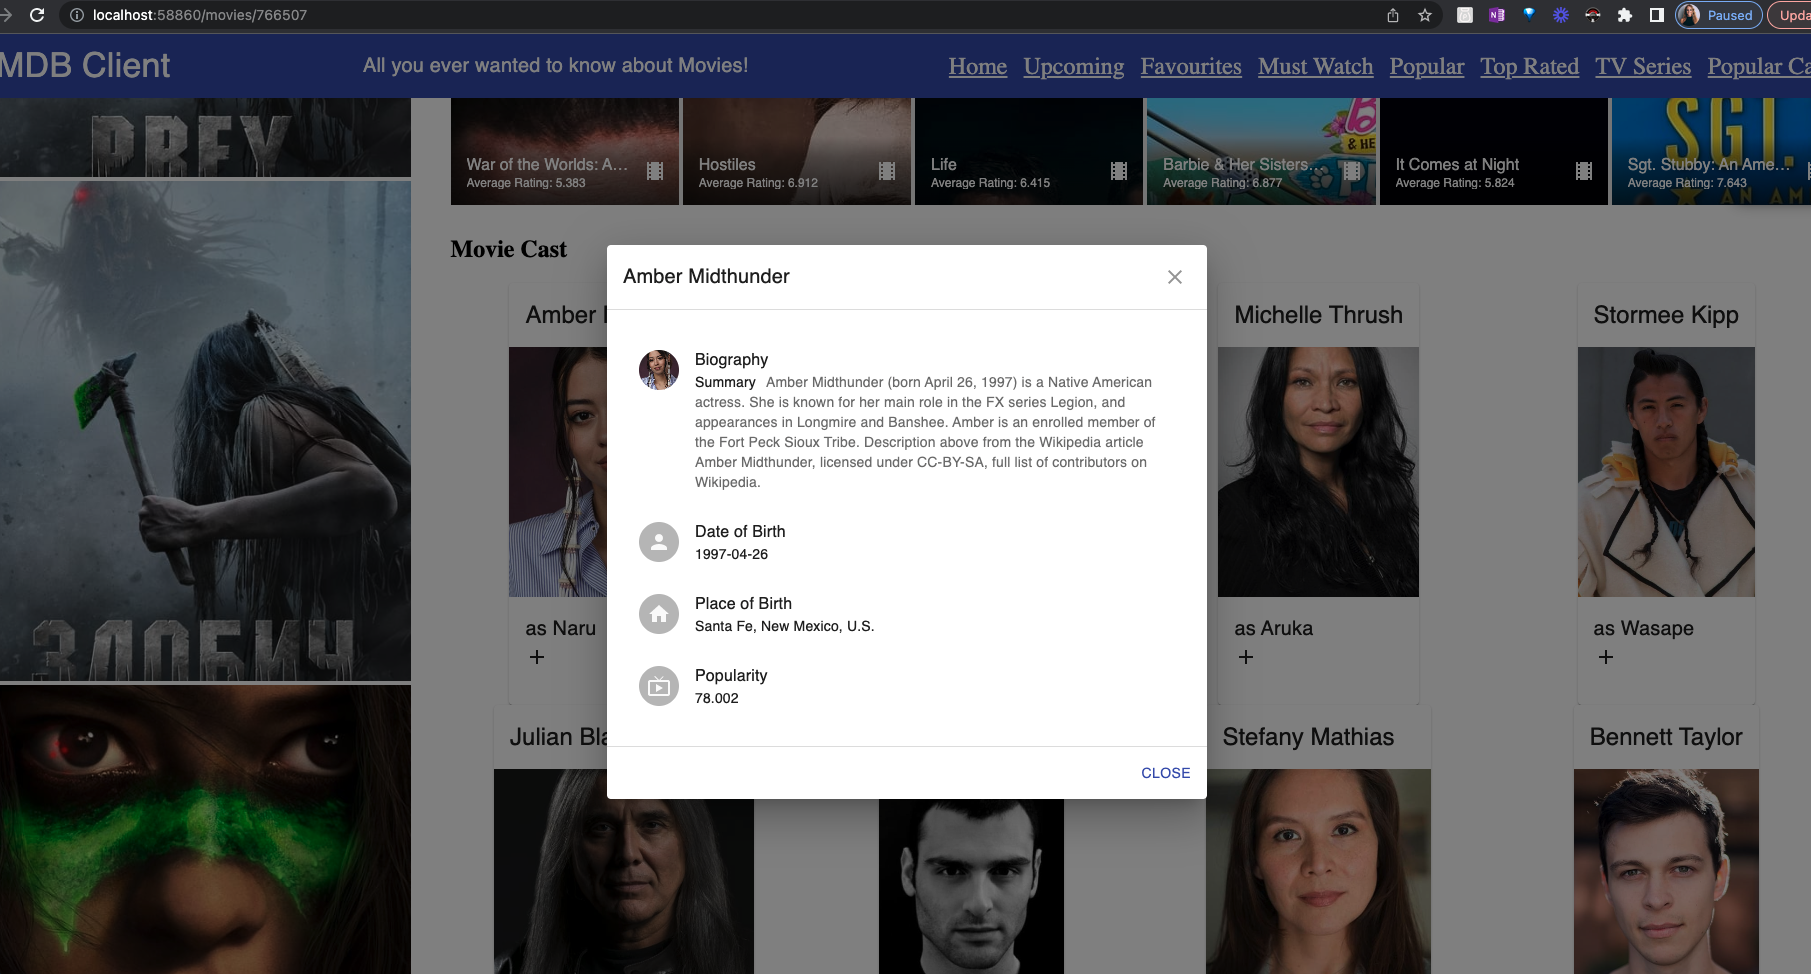 localhost:58860/movies/766507
Paused
Upda
MDB Client
All you ever wanted to know about Movies!
Home Upcoming Favourites Must Watch Popular Top Rated TV Series Popular Ca
PREY
War of the Worlds: A…
Average Rating: 5.383
Hostiles
Average Rating: 6.912
Life
Average Rating: 6.415
& HE
Barbie & Her Sisters…
Average Rating: 6.877
It Comes at Night
Average Rating: 5.824
SGT.
Sgt. Stubby: An Ame…
Average Rating: 7.643
AN AM
Movie Cast
Amber Midthunder
Biography
Summary Amber Midthunder (born April 26, 1997) is a Native American
actress. She is known for her main role in the FX series Legion, and
appearances in Longmire and Banshee. Amber is an enrolled member of
the Fort Peck Sioux Tribe. Description above from the Wikipedia article
Amber Midthunder, licensed under CC-BY-SA, full list of contributors on
Wikipedia.
Date of Birth
1997-04-26
Place of Birth
Santa Fe, New Mexico, U.S.
Popularity
78.002
CLOSE
Amber
Michelle Thrush
Stormee Kipp
as Naru
as Aruka
as Wasape
ЗДОБИЧ
Julian Bla
Stefany Mathias
Bennett Taylor